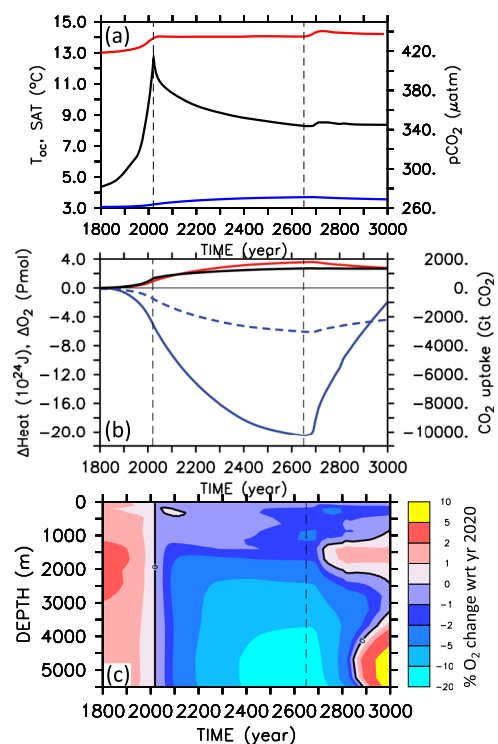 (a)
15.0
13.0
11.0
9.0
7.0
5.0
3.0
T_oc, SAT (°C)
420.
380.
340.
300.
260.
pCO₂ (μatm)
1800 2000 2200 2400 2600 2800 3000
TIME (year)
4.0
0.0
-4.0
-8.0
-12.0
-16.0
-20.0
ΔHeat (10²⁴J), ΔO₂ (Pmol)
2000.
0.
-2000.
-4000.
-6000.
-8000.
-10000.
CO₂ uptake (Gt CO₂)
(b)
1800 2000 2200 2400 2600 2800 3000
TIME (year)
0
1000
2000
3000
4000
5000
DEPTH (m)
0
0
(c)
1800 2000 2200 2400 2600 2800 3000
TIME (year)
10
5
2
1
0
-1
-2
-5
-10
-20
% O₂ change wrt yr 2020